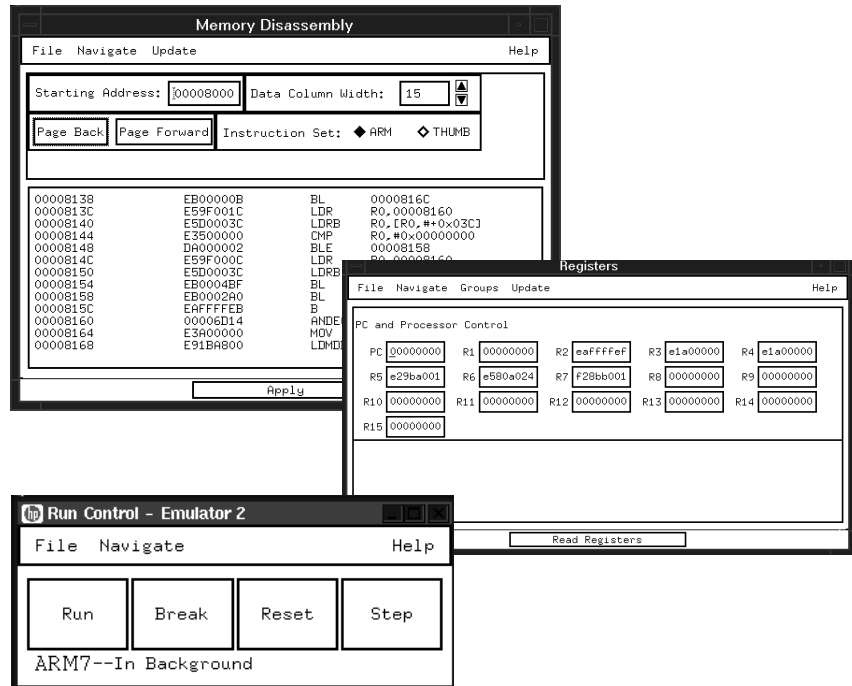 Memory Disassembly
File Navigate Update Help
Starting Address: 00008000 Data Column Width: 15
Page Back Page Forward Instruction Set: ARM THUMB
00008138 EB00000B BL 0000816C
0000813C E59F001C LDR R0,00008160
00008140 E5D0003C LDRB R0,[R0,#+0x03C]
00008144 E3500000 CMP R0,#0x00000000
00008148 DA000002 BLE 00008158
0000814C E59F000C LDR R0,00008160
00008150 E5D0003C LDRB
00008154 EB0004BF BL
00008158 EB0002A0 BL
0000815C EAFFFFEB B
00008160 00006D14
00008164 E3A00000 MOV
00008168 E91BA800
Apply
Registers
File Navigate Groups Update Help
PC and Processor Control
PC 00000000 R1 00000000 R2 eaffffef R3 e1a00000 R4 e1a00000
R5 e29ba001 R6 e580a024 R7 f28bb001 R8 00000000 R9 00000000
R10 00000000 R11 00000000 R12 00000000 R13 00000000 R14 00000000
R15 00000000
Read Registers
hp Run Control - Emulator 2
File Navigate Help
Run Break Reset Step
ARM7--In Background